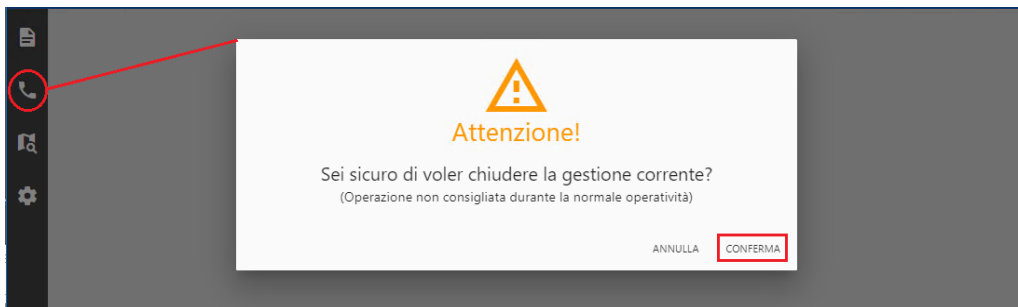 Attenzione!
Sei sicuro di voler chiudere la gestione corrente?
(Operazione non consigliata durante la normale operatività)
ANNULLA CONFERMA